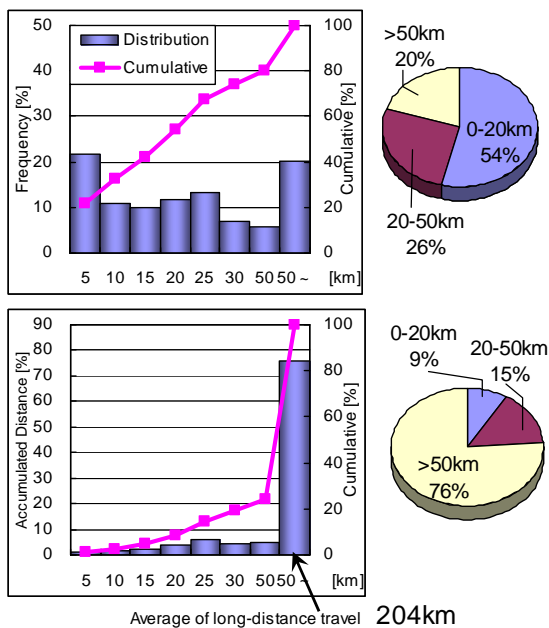 Distribution
Cumulative
Frequency [%]
50
40
30
20
10
0
Cumulative [%]
100
80
60
40
20
0
5 10 15 20 25 30 50 50 ~ [km]
>50km
20%
0-20km
54%
20-50km
26%
Accumulated Distance [%]
90
80
70
60
50
40
30
20
10
0
Cumulative [%]
100
80
60
40
20
0
5 10 15 20 25 30 50 50 ~ [km]
0-20km
9%
20-50km
15%
>50km
76%
Average of long-distance travel 204km